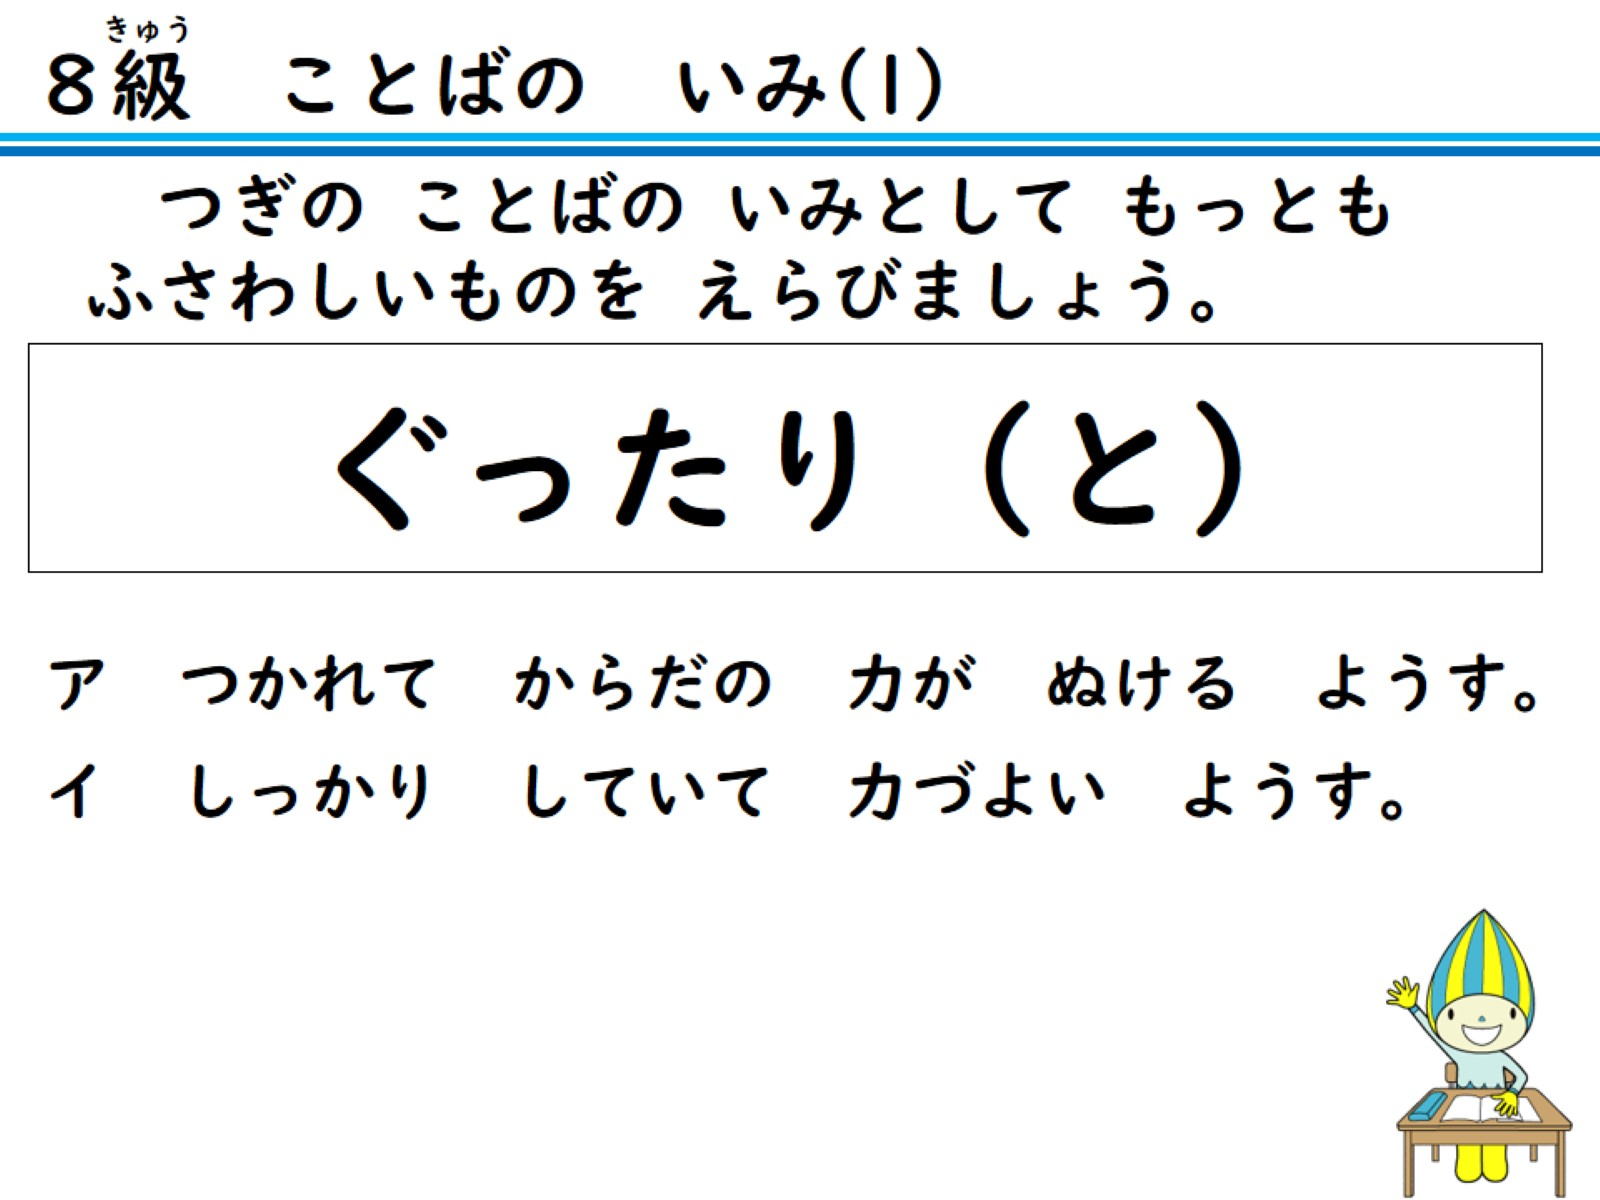 きゅう
8級　ことばの　いみ(1)
つぎの ことばの いみとして もっとも
ふさわしいものを えらびましょう。
ぐったり（と）
ア　つかれて　からだの　力が　ぬける　ようす。
イ　しっかり　していて　力づよい　ようす。